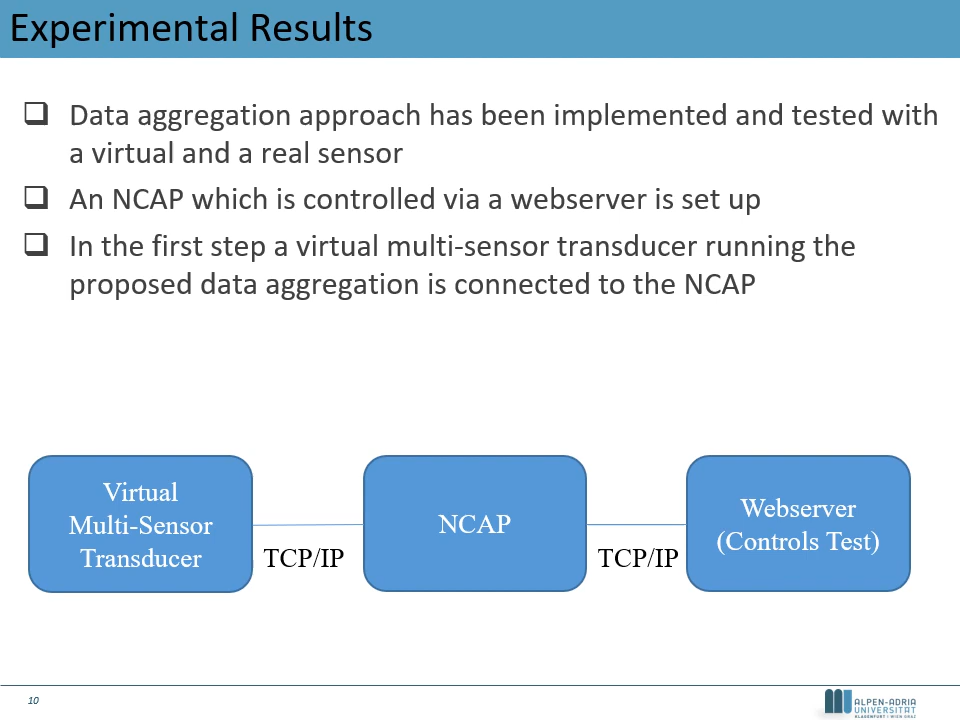 Experimental Results
Data aggregation approach has been implemented and tested with
a virtual and a real sensor
An NCAP which is controlled via a webserver is set up
In the first step a virtual multi-sensor transducer running the
proposed data aggregation is connected to the NCAP
Virtual
Multi-Sensor
Transducer
TCP/IP
NCAP
TCP/IP
Webserver
(Controls Test)
10
ALPEN-ADRIA
UNIVERSITÄT
KLAGENFURT | WIEN GRAZ